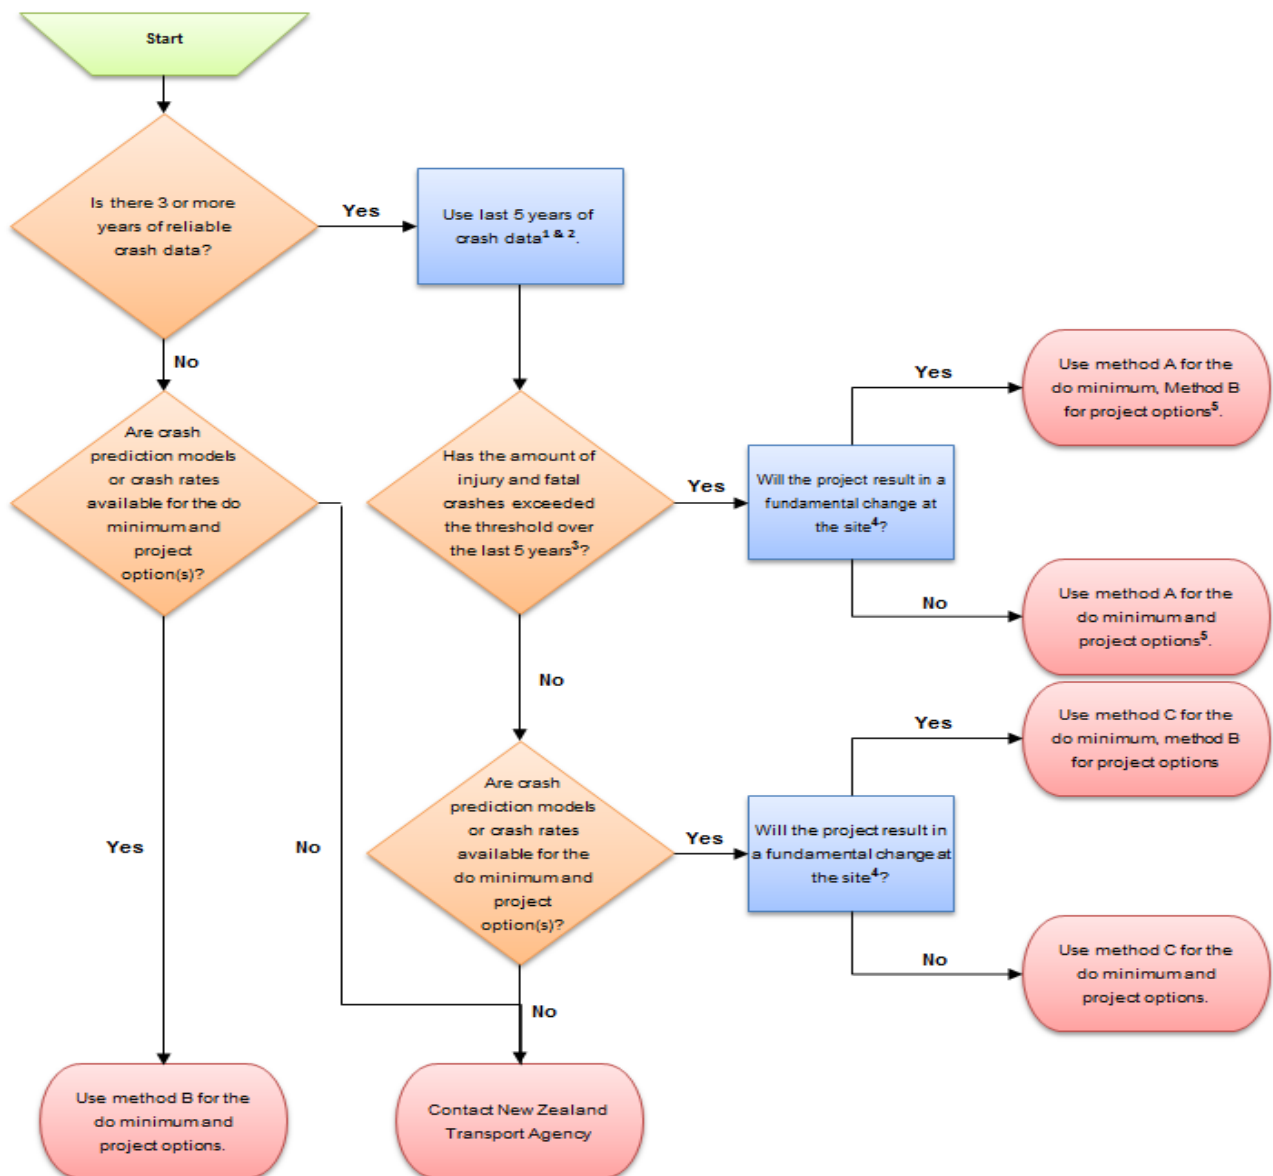 Start
Is there 3 or more
years of reliable
crash data?
Yes
Use last 5 years of
crash data1 & 2.
No
Are crash
prediction models
or crash rates
available for the do
minimum and
project
option(s)?
Has the amount of
injury and fatal
crashes exceeded
the threshold over
the last 5 years3?
Yes
Will the project result in a
fundamental change at
the site4?
Yes
Use method A for the
do minimum, Method B
for project options5.
No
Use method A for the
do minimum and
project options5.
No
Are crash
prediction models
or crash rates
available for the
do minimum and
project
option(s)?
Yes
Will the project result in
a fundamental change at
the site4?
Yes
Use method C for the
do minimum, method B
for project options
No
Use method C for the
do minimum and
project options.
Yes
No
No
Use method B for the
do minimum and
project options.
Contact New Zealand
Transport Agency